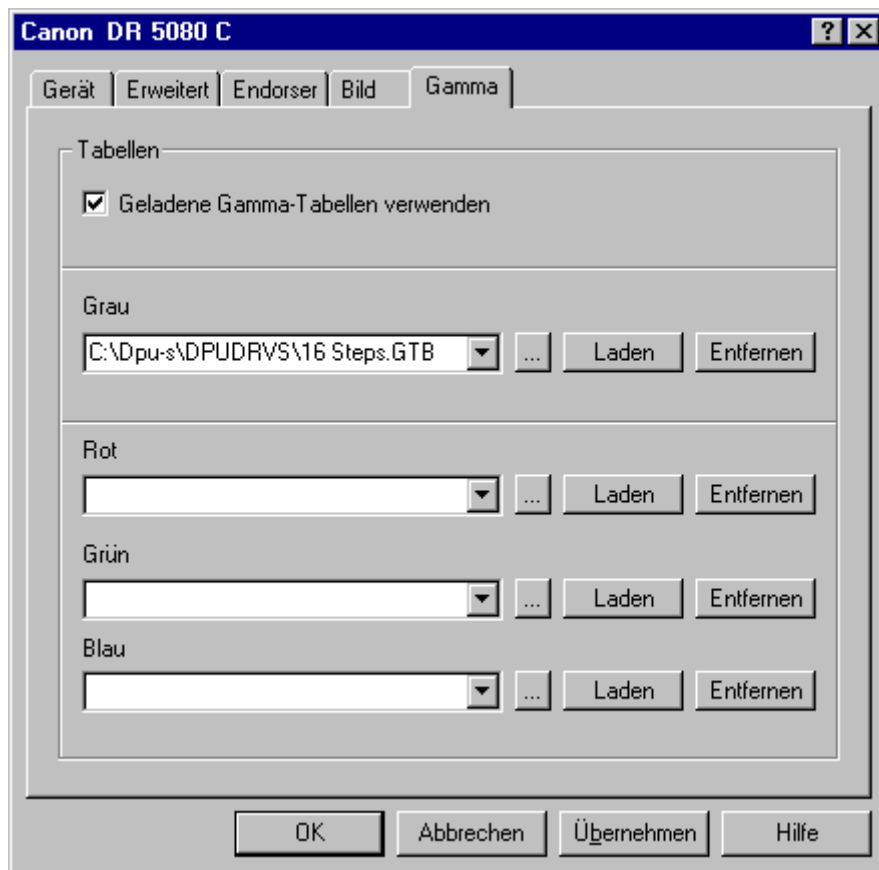 Canon DR 5080 C
Gerät Erweitert Endorser Bild Gamma
Tabellen
Geladene Gamma-Tabellen verwenden
Grau
C:\Dpu-s\DPUDRVS\16 Steps.GTB ... Laden Entfernen
Rot
... Laden Entfernen
Grün
... Laden Entfernen
Blau
... Laden Entfernen
OK Abbrechen Übernehmen Hilfe